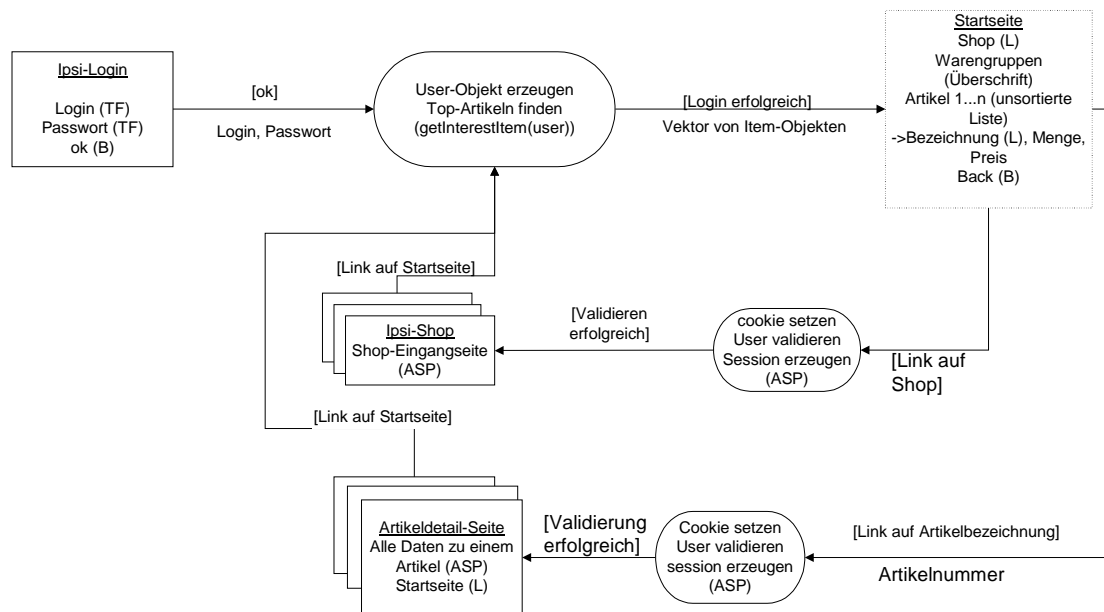 Ipsi-Login
Login (TF)
Passwort (TF)
ok (B)
[ok]
Login, Passwort
User-Objekt erzeugen
Top-Artikeln finden
(getInterestItem(user))
[Login erfolgreich]
Vektor von Item-Objekten
Startseite
Shop (L)
Warengruppen
(Überschrift)
Artikel 1...n (unsortierte
Liste)
->Bezeichnung (L), Menge,
Preis
Back (B)
[Link auf Startseite]
Ipsi-Shop
Shop-Eingangseite
(ASP)
[Validieren
erfolgreich]
cookie setzen
User validieren
Session erzeugen
(ASP)
[Link auf
Shop]
[Link auf Startseite]
Artikeldetail-Seite
Alle Daten zu einem
Artikel (ASP)
Startseite (L)
[Validierung
erfolgreich]
Cookie setzen
User validieren
session erzeugen
(ASP)
[Link auf Artikelbezeichnung]
Artikelnummer